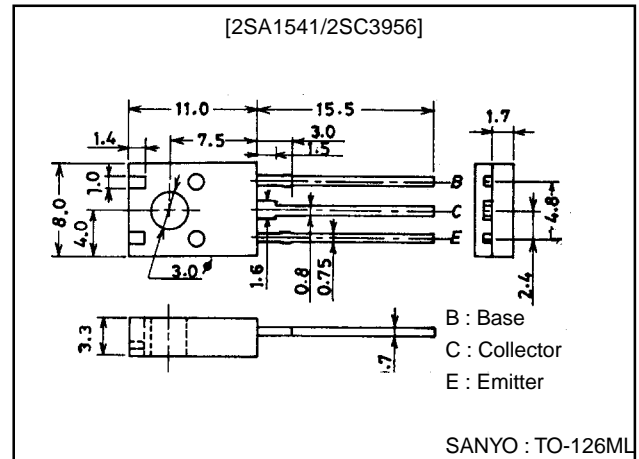 [2SA1541/2SC3956]
11.0 15.5
1.7
1.4 7.5 3.0
1.5
8.0 1.0 4.0
B
C
E
4.8
2.4
3.0 ø
1.6 0.8 0.75
3.3
B : Base
C : Collector
E : Emitter
SANYO : TO-126ML